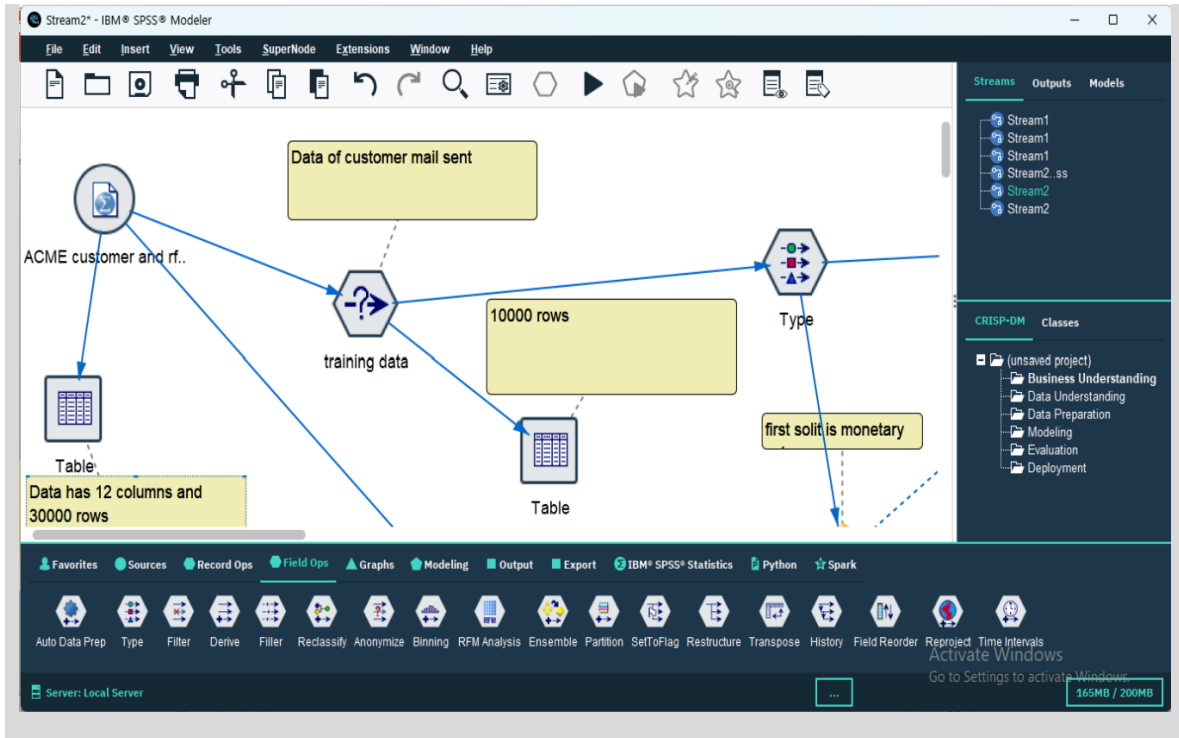 Stream2* - IBM® SPSS® Modeler
File Edit Insert View Tools SuperNode Extensions Window Help
Data of customer mail sent
ACME customer and rf..
training data
10000 rows
Type
Table
Table
first solit is monetary
Data has 12 columns and
30000 rows
Streams Outputs Models
Stream1
Stream1
Stream1
Stream2..ss
Stream2
Stream2
CRISP-DM Classes
(unsaved project)
Business Understanding
Data Understanding
Data Preparation
Modeling
Evaluation
Deployment
Favorites Sources Record Ops Field Ops Graphs Modeling Output Export IBM® SPSS® Statistics Python Spark
RFM
Auto Data Prep Type Filter Derive Filler Reclassify Anonymize Binning RFM Analysis Ensemble Partition SetToFlag Restructure Transpose History Field Reorder Reproject Time Intervals
Activate Windows
Go to Settings to activate Windows.
Server: Local Server
...
165MB / 200MB